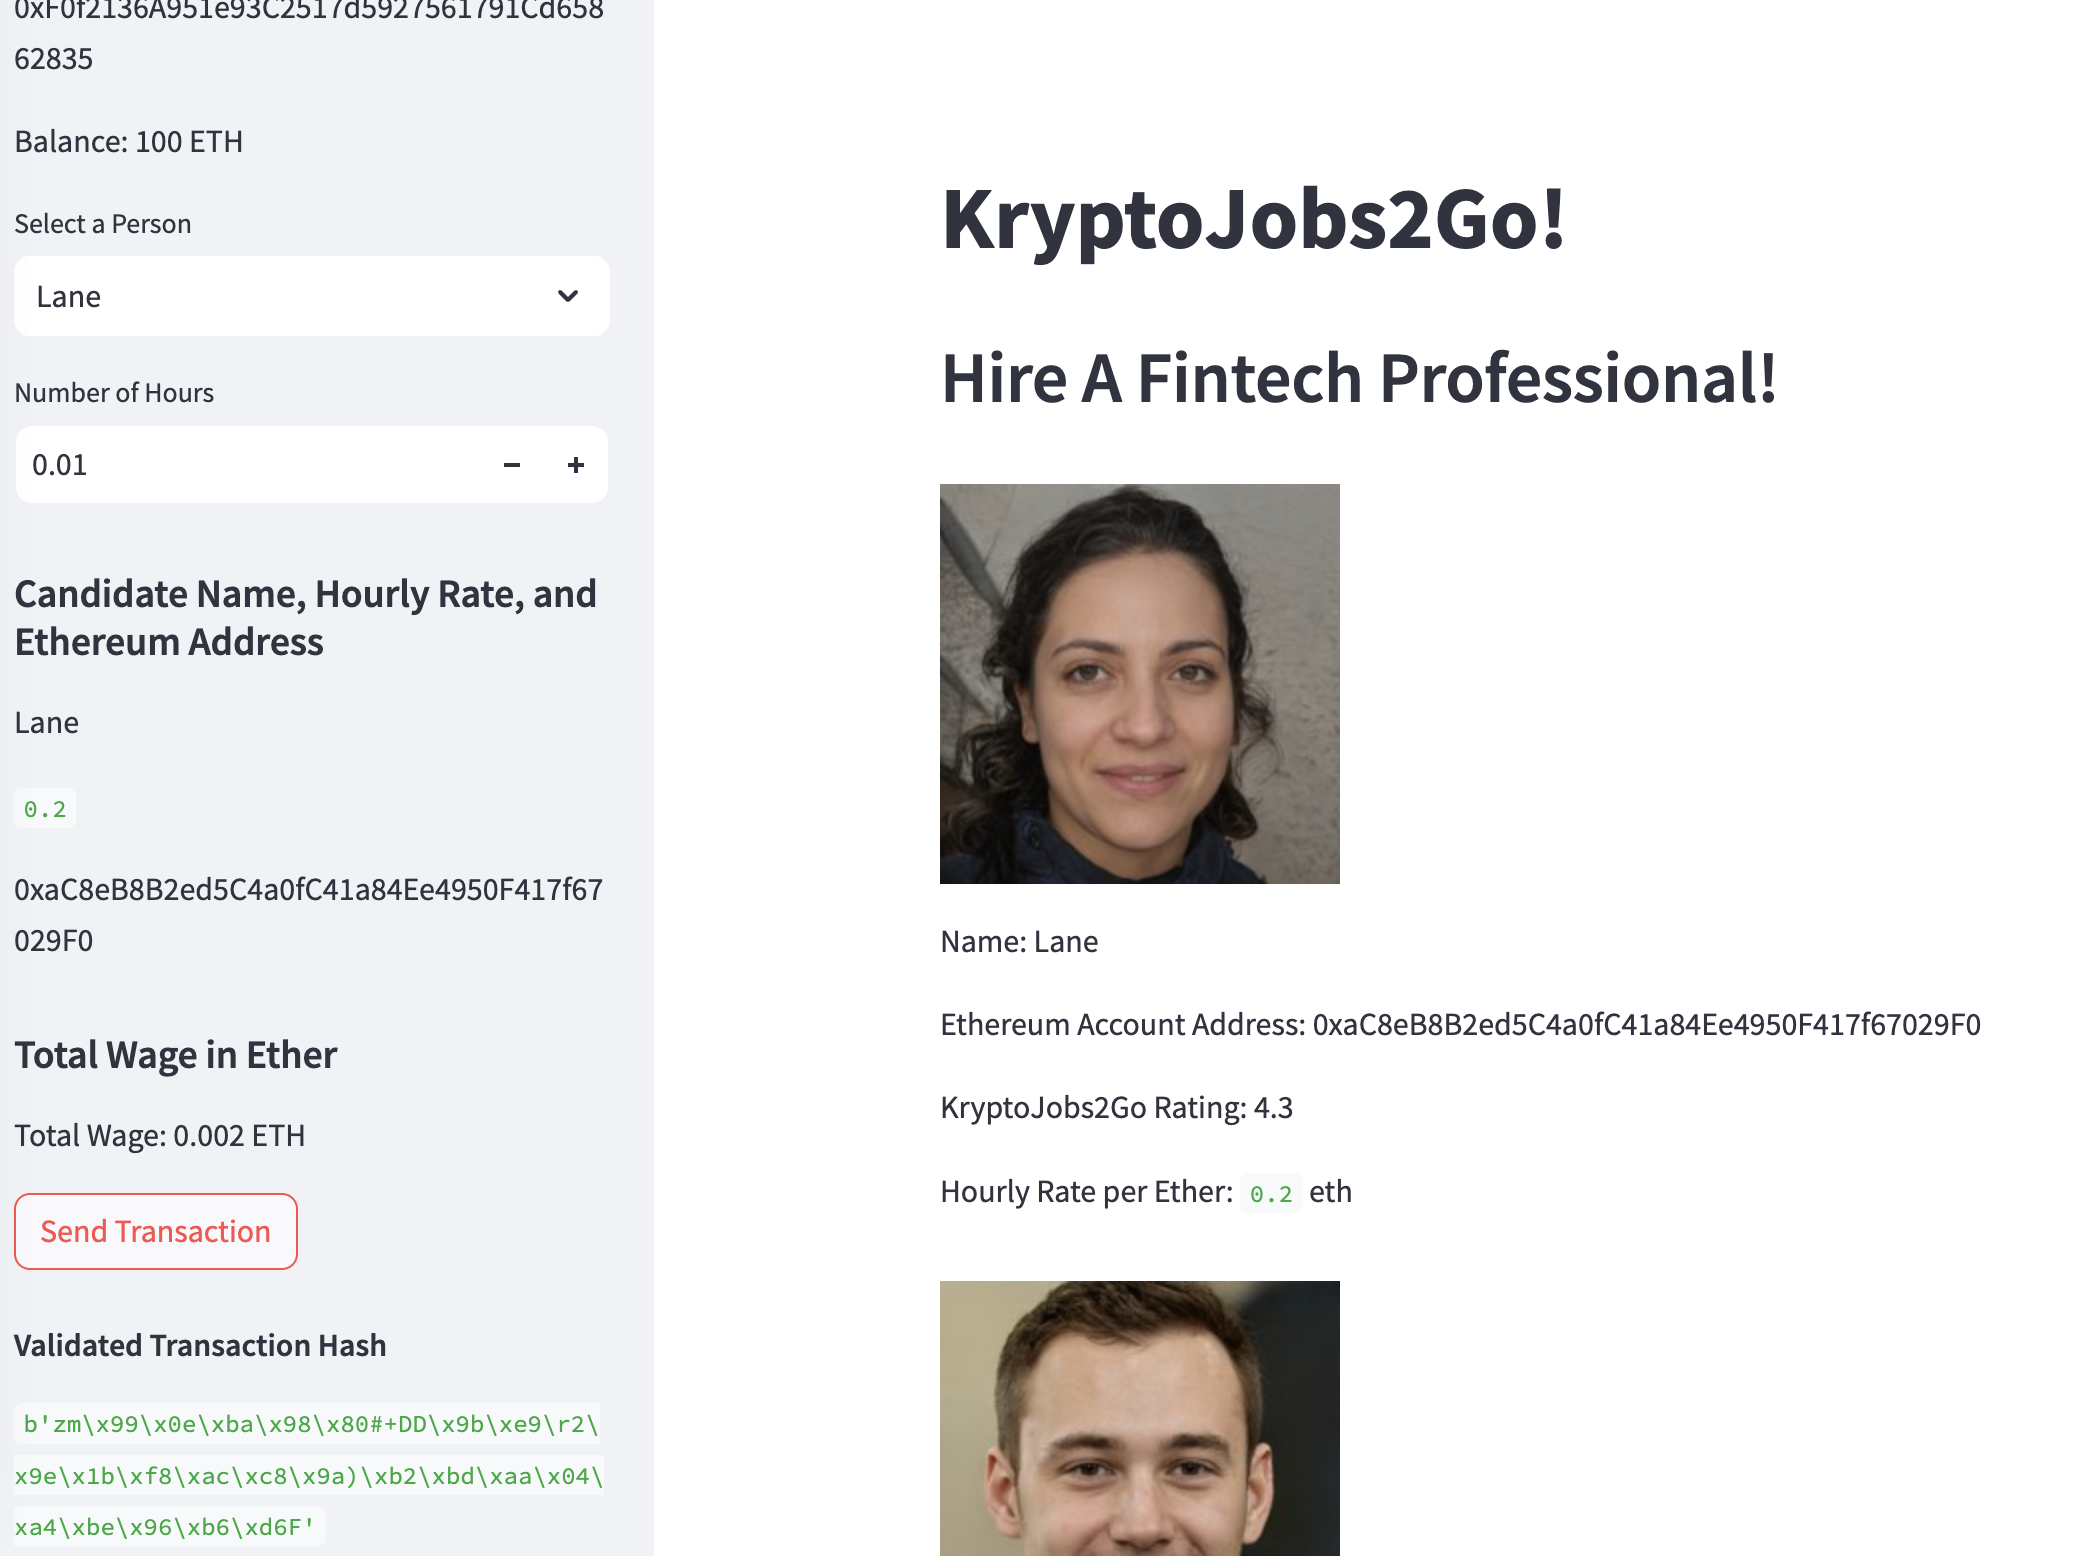 0xF0f2136A951e93C2517d5927561791Cd658
62835
Balance: 100 ETH
Select a Person
Lane
Number of Hours
0.01
Candidate Name, Hourly Rate, and
Ethereum Address
Lane
0.2
0xaC8eB8B2ed5C4a0fC41a84Ee4950F417f67
029F0
Total Wage in Ether
Total Wage: 0.002 ETH
Send Transaction
Validated Transaction Hash
b'zm\x99\x0e\xba\x98\x80#+DD\x9b\xe9\r2\
x9e\x1b\xf8\xac\xc8\x9a)\xb2\xbd\xaa\x04\
xa4\xbe\x96\xb6\xd6F'
KryptoJobs2Go!
Hire A Fintech Professional!
Name: Lane
Ethereum Account Address: 0xaC8eB8B2ed5C4a0fC41a84Ee4950F417f67029F0
KryptoJobs2Go Rating: 4.3
Hourly Rate per Ether: 0.2 eth